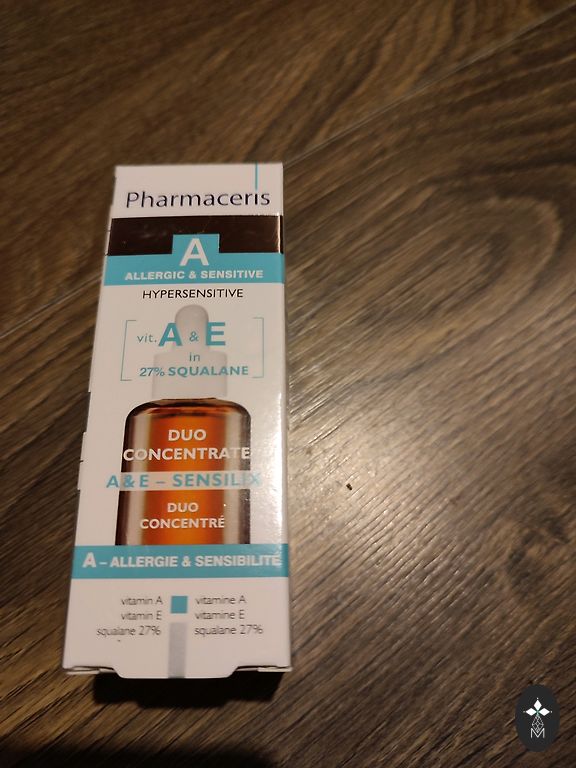 Pharmaceris
A
ALLERGIC & SENSITIVE
HYPERSENSITIVE
vit. A & E
in
27% SQUALANE
DUO
CONCENTRATE
A & E – SENSILIX
DUO
CONCENTRÉ
A – ALLERGIE & SENSIBILITÉ
vitamin A
vitamin E
squalane 27%
vitamine A
vitamine E
squalane 27%
M